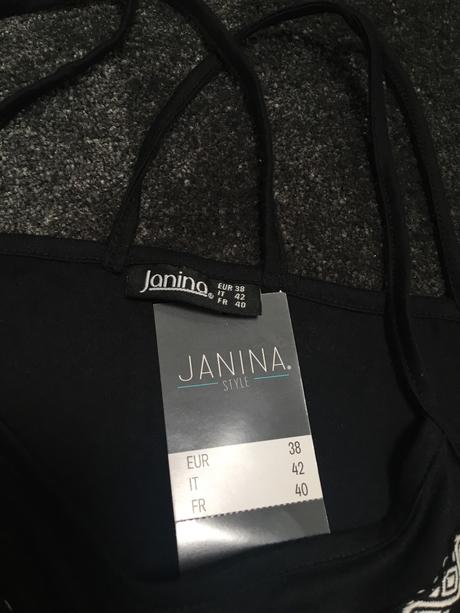 Janina® EUR 38
IT 42
FR 40
JANINA®
STYLE
EUR 38
IT 42
FR 40